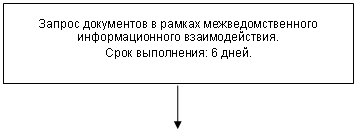 Запрос документов в рамках межведомственного
информационного взаимодействия.
Срок выполнения: 6 дней.